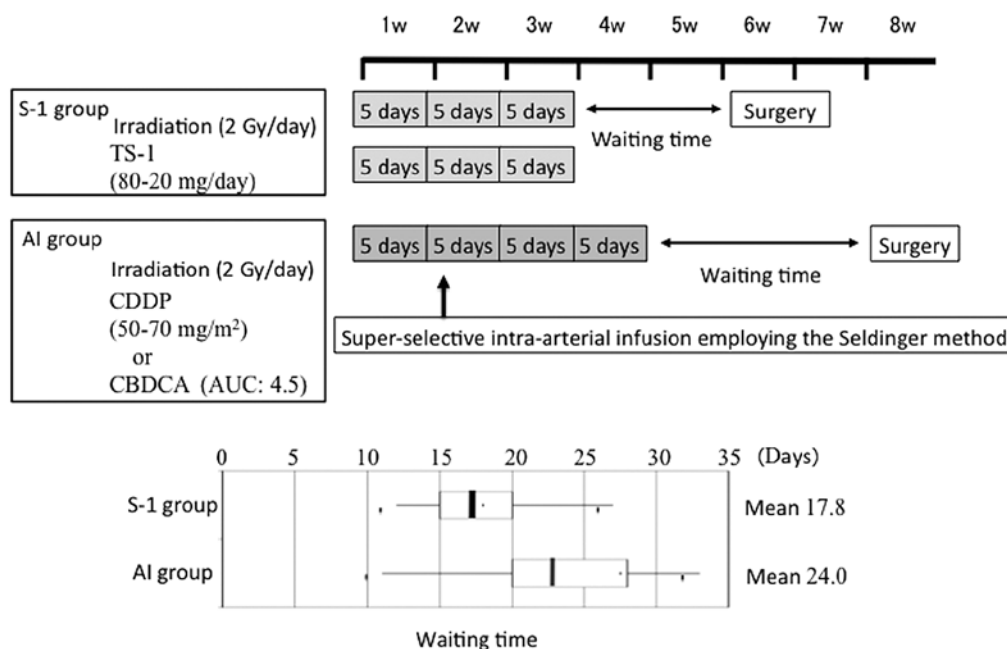 1w 2w 3w 4w 5w 6w 7w 8w
S-1 group
Irradiation (2 Gy/day)
TS-1
(80-20 mg/day)
5 days 5 days 5 days
Waiting time
Surgery
5 days 5 days 5 days
AI group
Irradiation (2 Gy/day)
CDDP
(50-70 mg/m²)
or
CBDCA (AUC: 4.5)
5 days 5 days 5 days 5 days
Waiting time
Surgery
Super-selective intra-arterial infusion employing the Seldinger method
0 5 10 15 20 25 30 35 (Days)
S-1 group
Mean 17.8
AI group
Mean 24.0
Waiting time